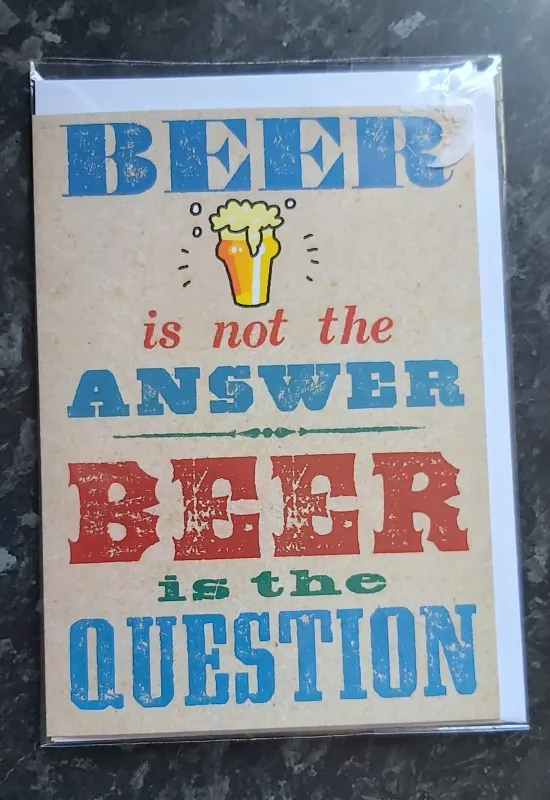 BEER
is not the
ANSWER
BEER
is the
QUESTION